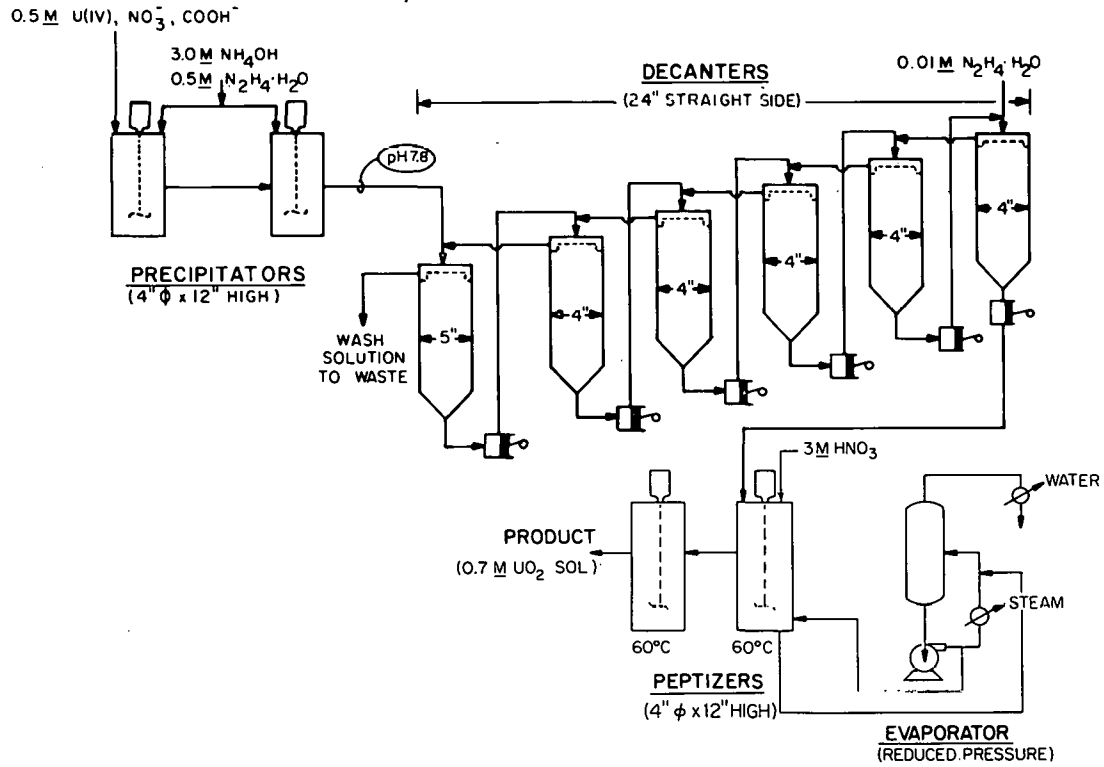 0.5 M U(IV), NO3-, COOH-
3.0 M NH4OH
0.5 M N2H4·H2O
DECANTERS
(24" STRAIGHT SIDE)
0.01 M N2H4·H2O
pH 7.8
PRECIPITATORS
(4" ϕ x 12" HIGH)
WASH
SOLUTION
TO WASTE
5"
4"
4"
4"
4"
4"
3 M HNO3
PRODUCT
(0.7 M UO2 SOL)
60°C
60°C
PEPTIZERS
(4" ϕ x 12" HIGH)
WATER
STEAM
EVAPORATOR
(REDUCED PRESSURE)